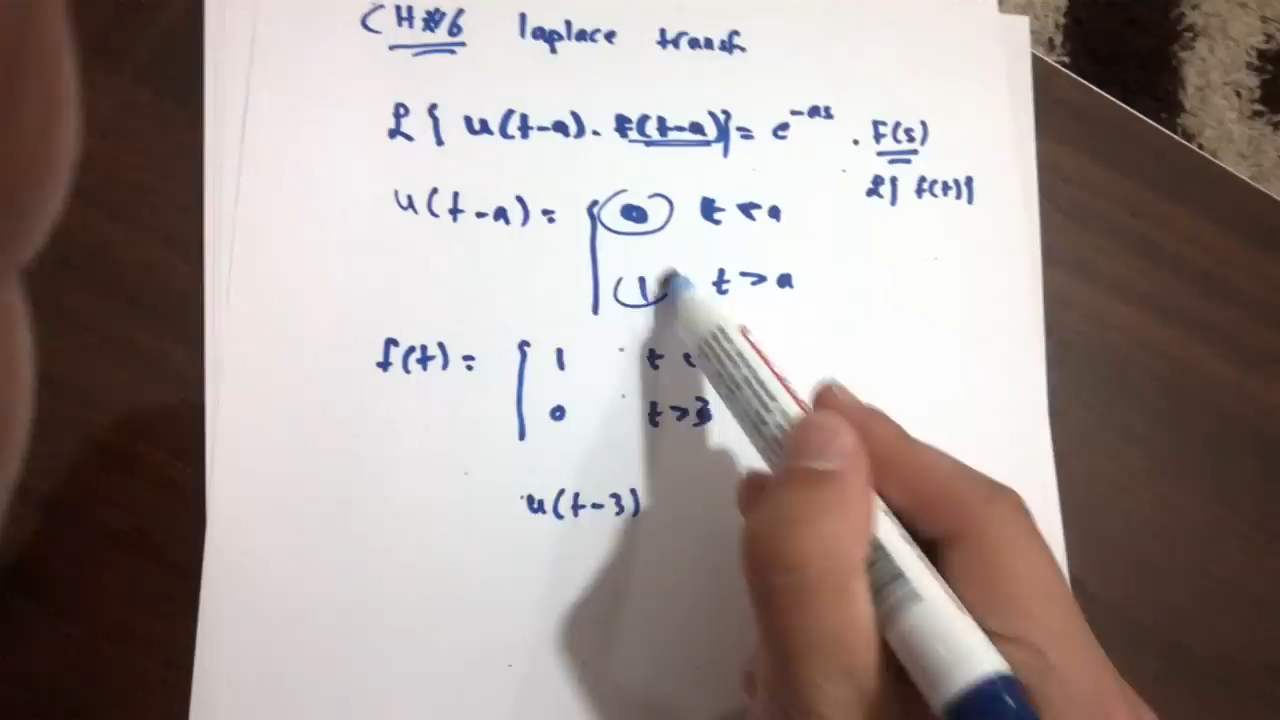 CH#6 laplace transf
ℒ{ u(t-a). f(t-a)} = e^-as . F(s)
ℒ{ f(t)}
u(t-a) = { 0 t < a
1 t > a
f(t) = { 1 t <
0 t > 3
u(t-3)